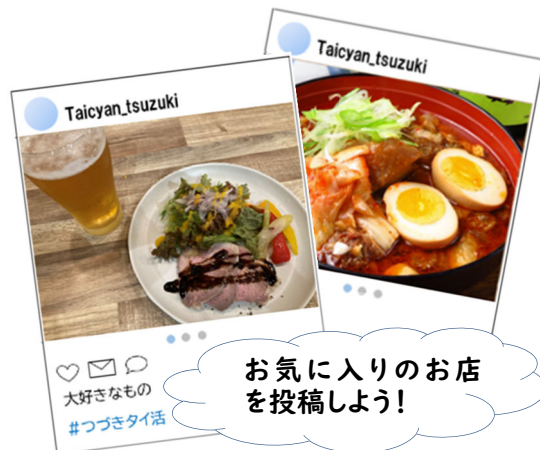 Taicyan_tsuzuki
Taicyan_tsuzuki
大好きなもの
#つづきタイ活
お気に入りのお店
を投稿しよう!